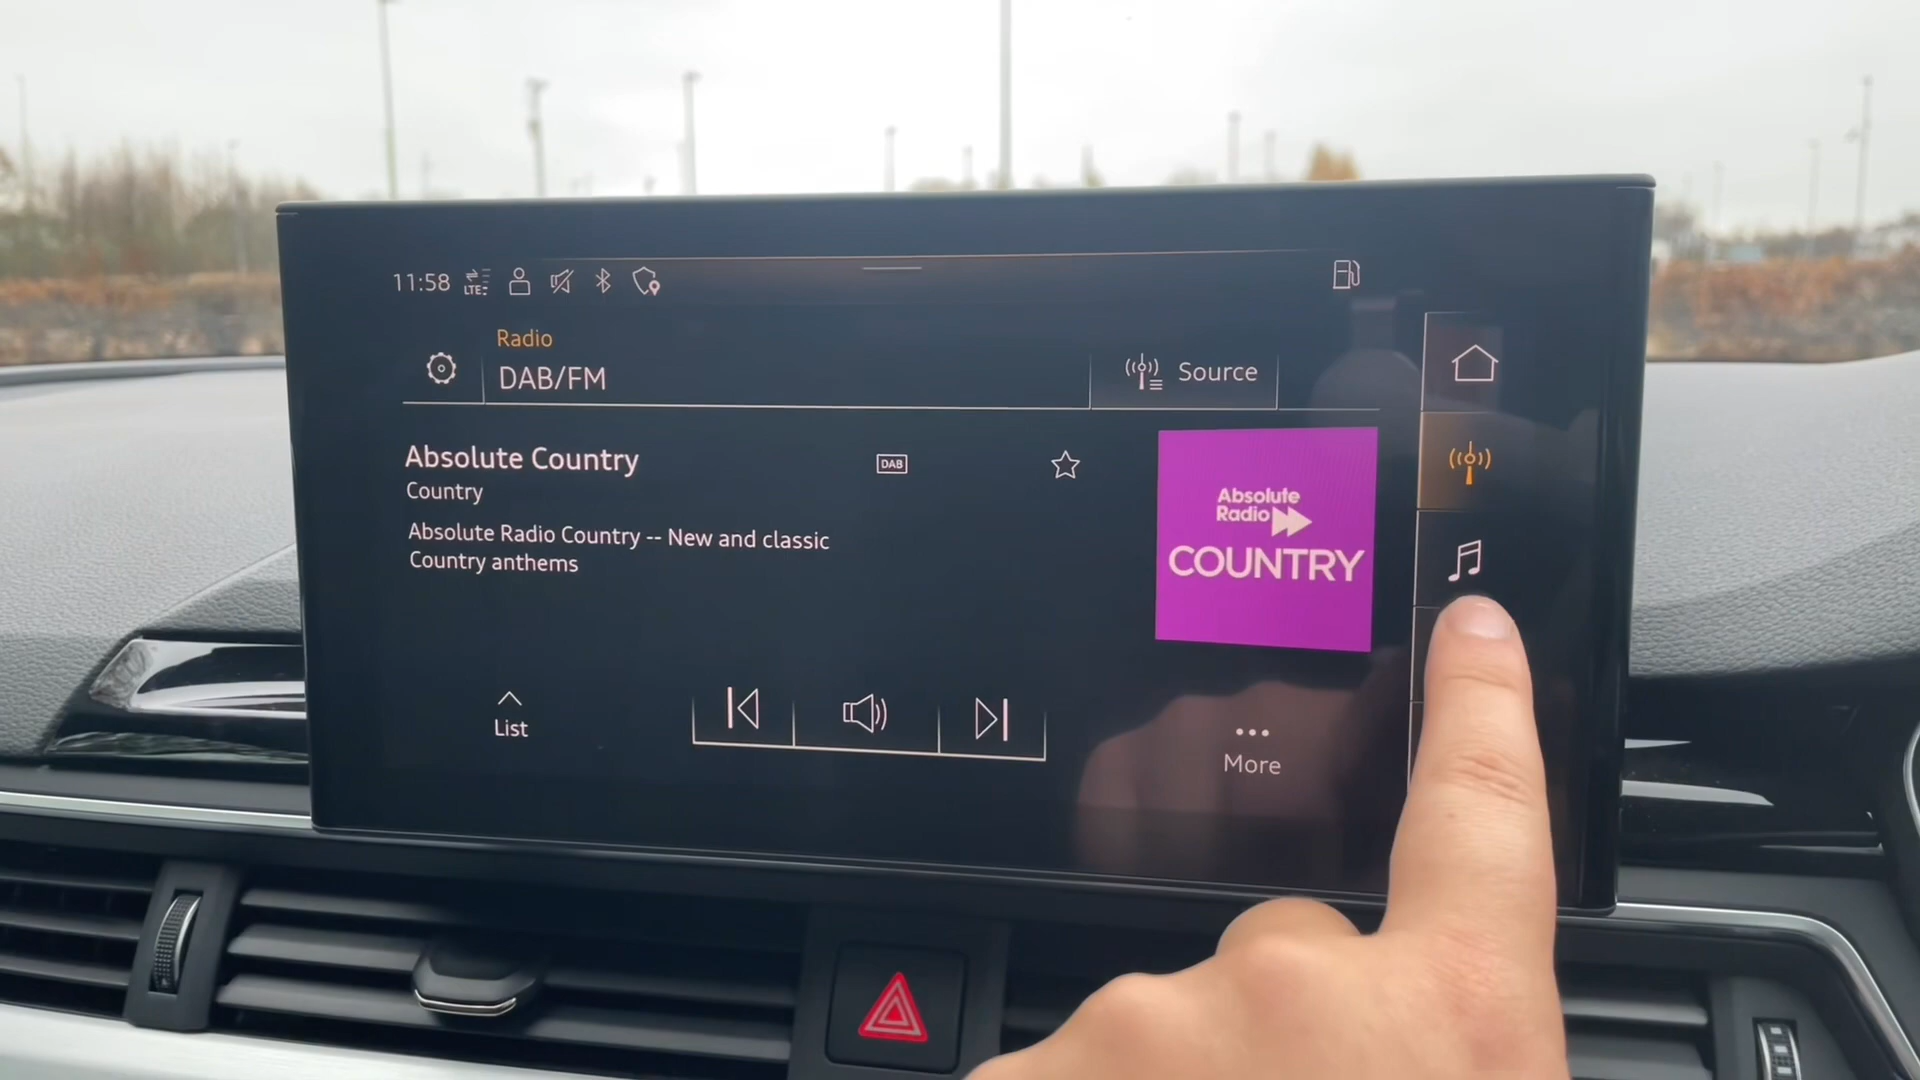 11:58
LTE
Radio
DAB/FM
Source
Absolute Country
DAB
Country
Absolute Radio Country -- New and classic
Country anthems
Absolute
Radio
COUNTRY
List
More